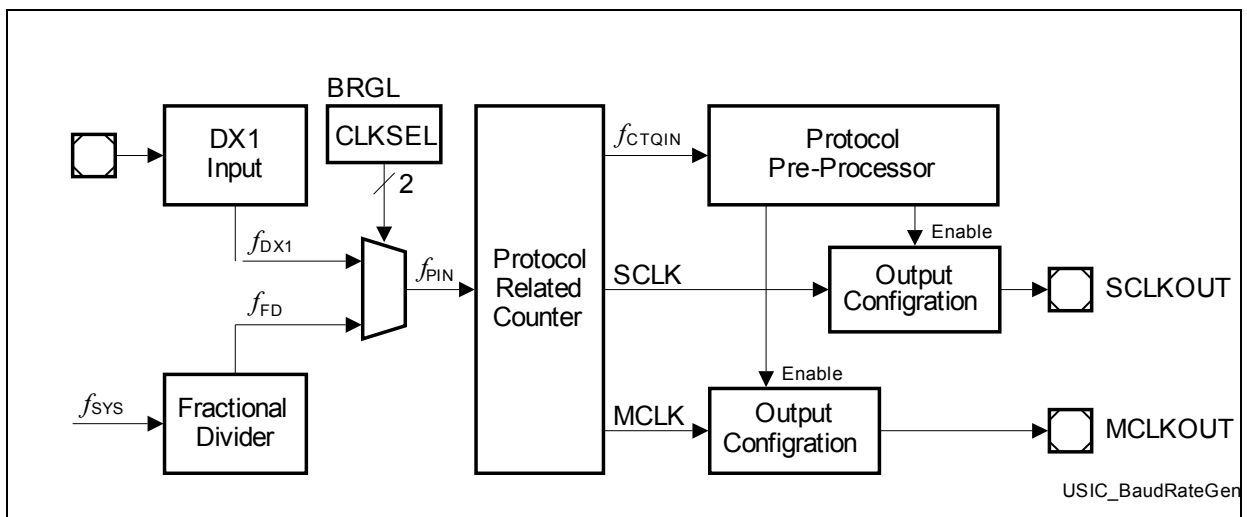 BRGL
CLKSEL
2
DX1
Input
fDX1
fFD
fSYS
Fractional
Divider
fPIN
Protocol
Related
Counter
fCTQIN
SCLK
MCLK
Protocol
Pre-Processor
Enable
Output
Configration
SCLKOUT
Enable
Output
Configration
MCLKOUT
USIC_BaudRateGen